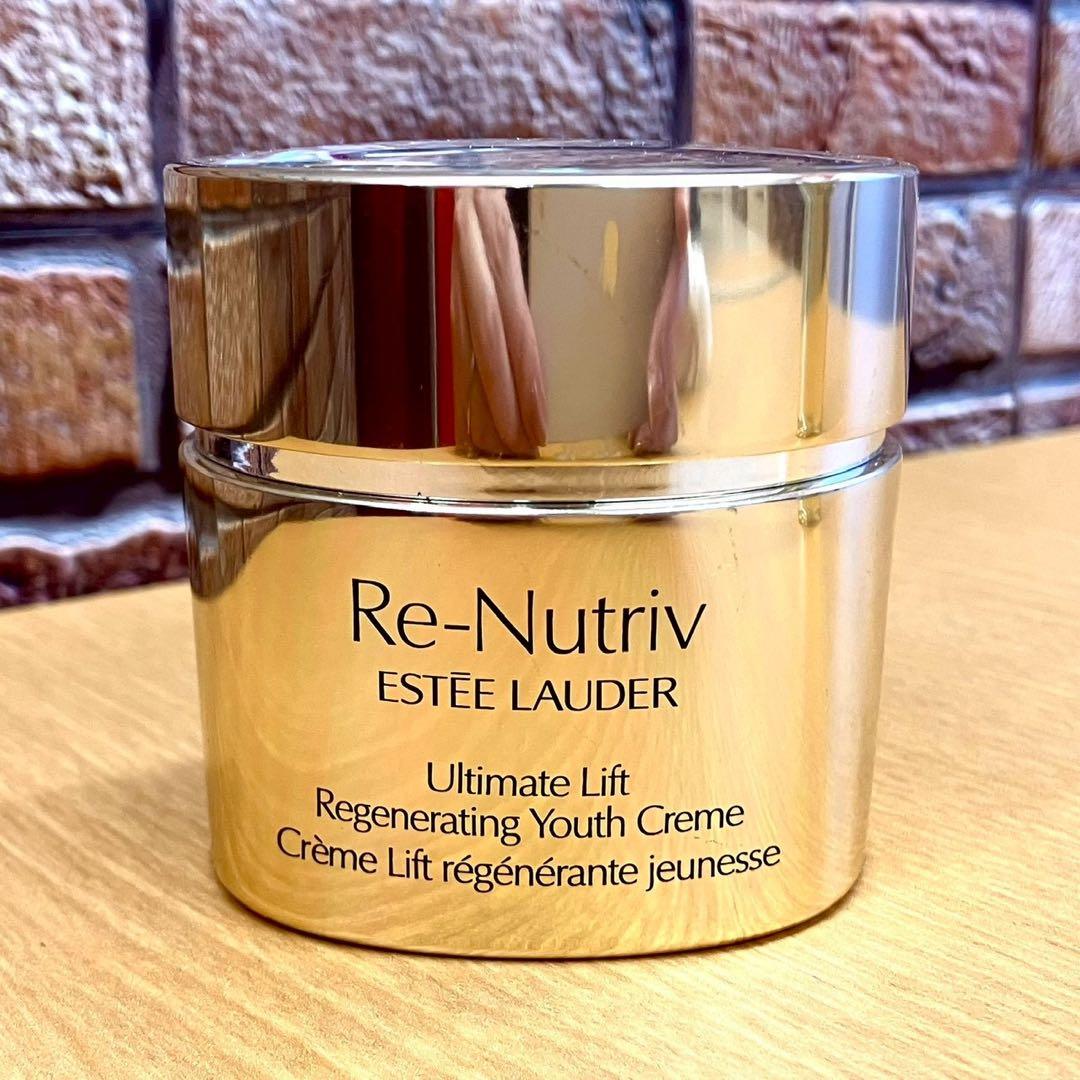 Re-Nutriv
ESTĒE LAUDER
Ultimate Lift
Regenerating Youth Creme
Crème Lift régénérante jeunesse